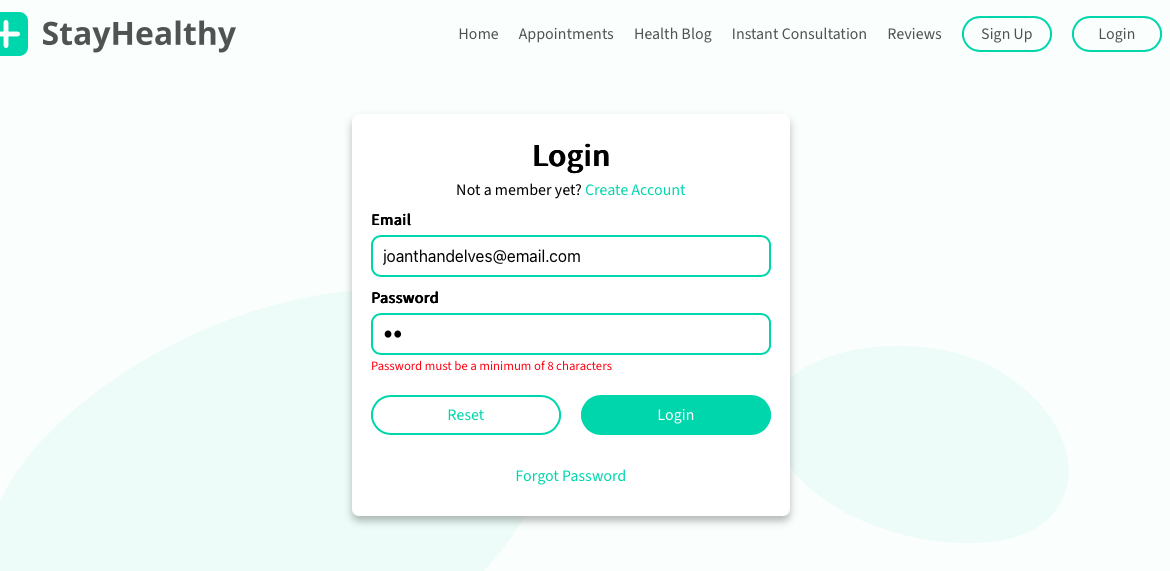 StayHealthy
Home Appointments Health Blog Instant Consultation Reviews Sign Up Login
Login
Not a member yet? Create Account
Email
joanthandelves@email.com
Password
••
Password must be a minimum of 8 characters
Reset Login
Forgot Password